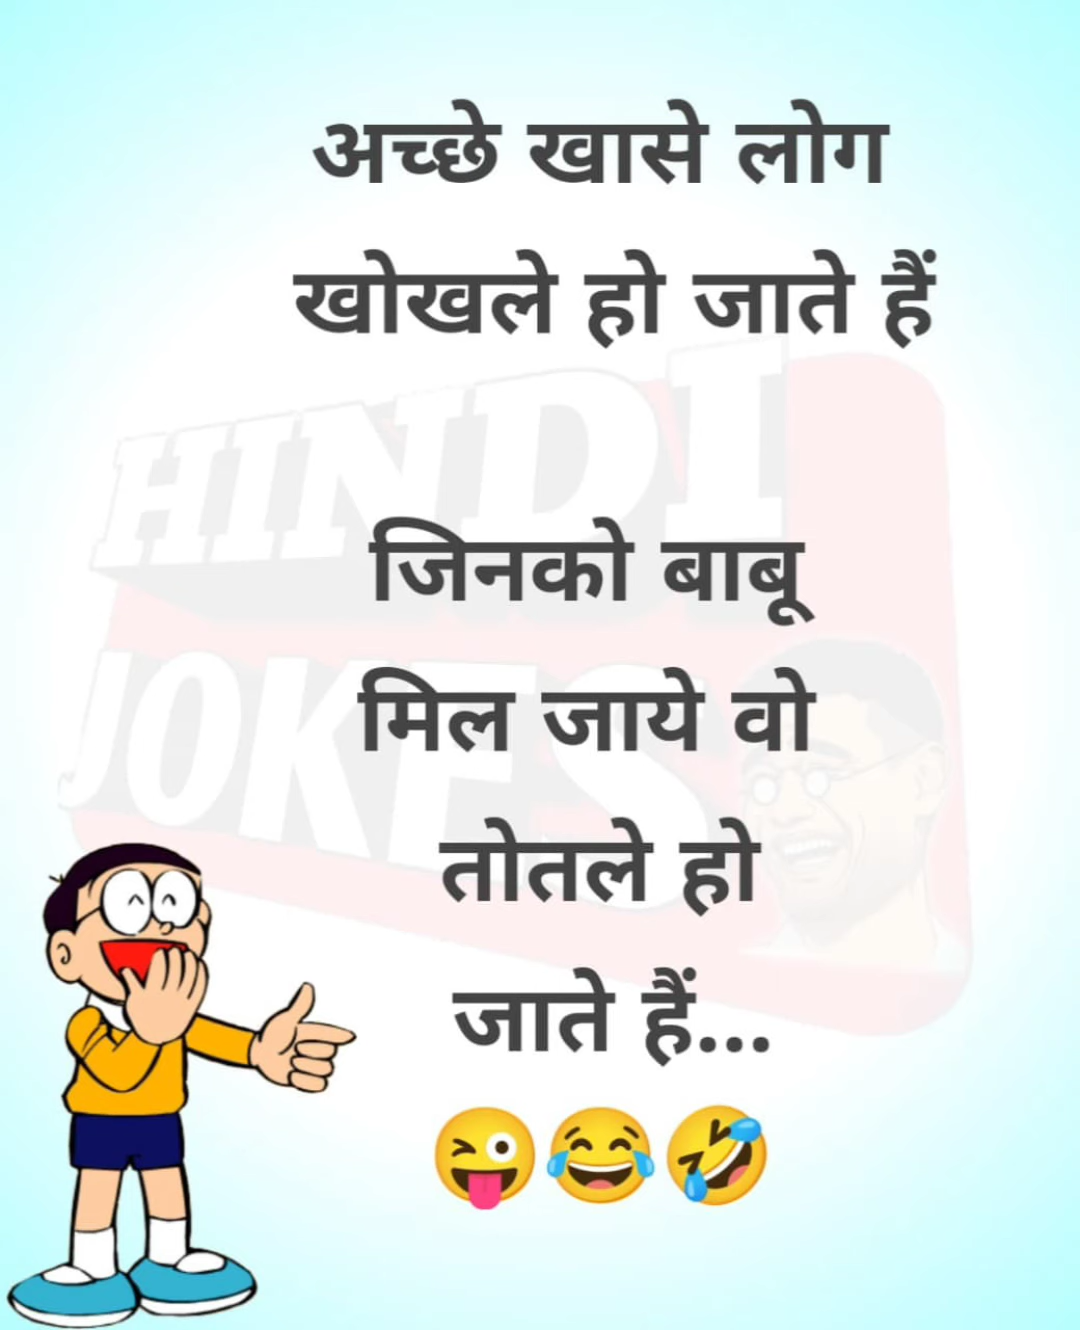 अच्छे खासे लोग
खोखले हो जाते हैं
HINDI
जिनको बाबू
मिल जाये वो
JOKES
तोतले हो
जाते हैं...
😜😂🤣